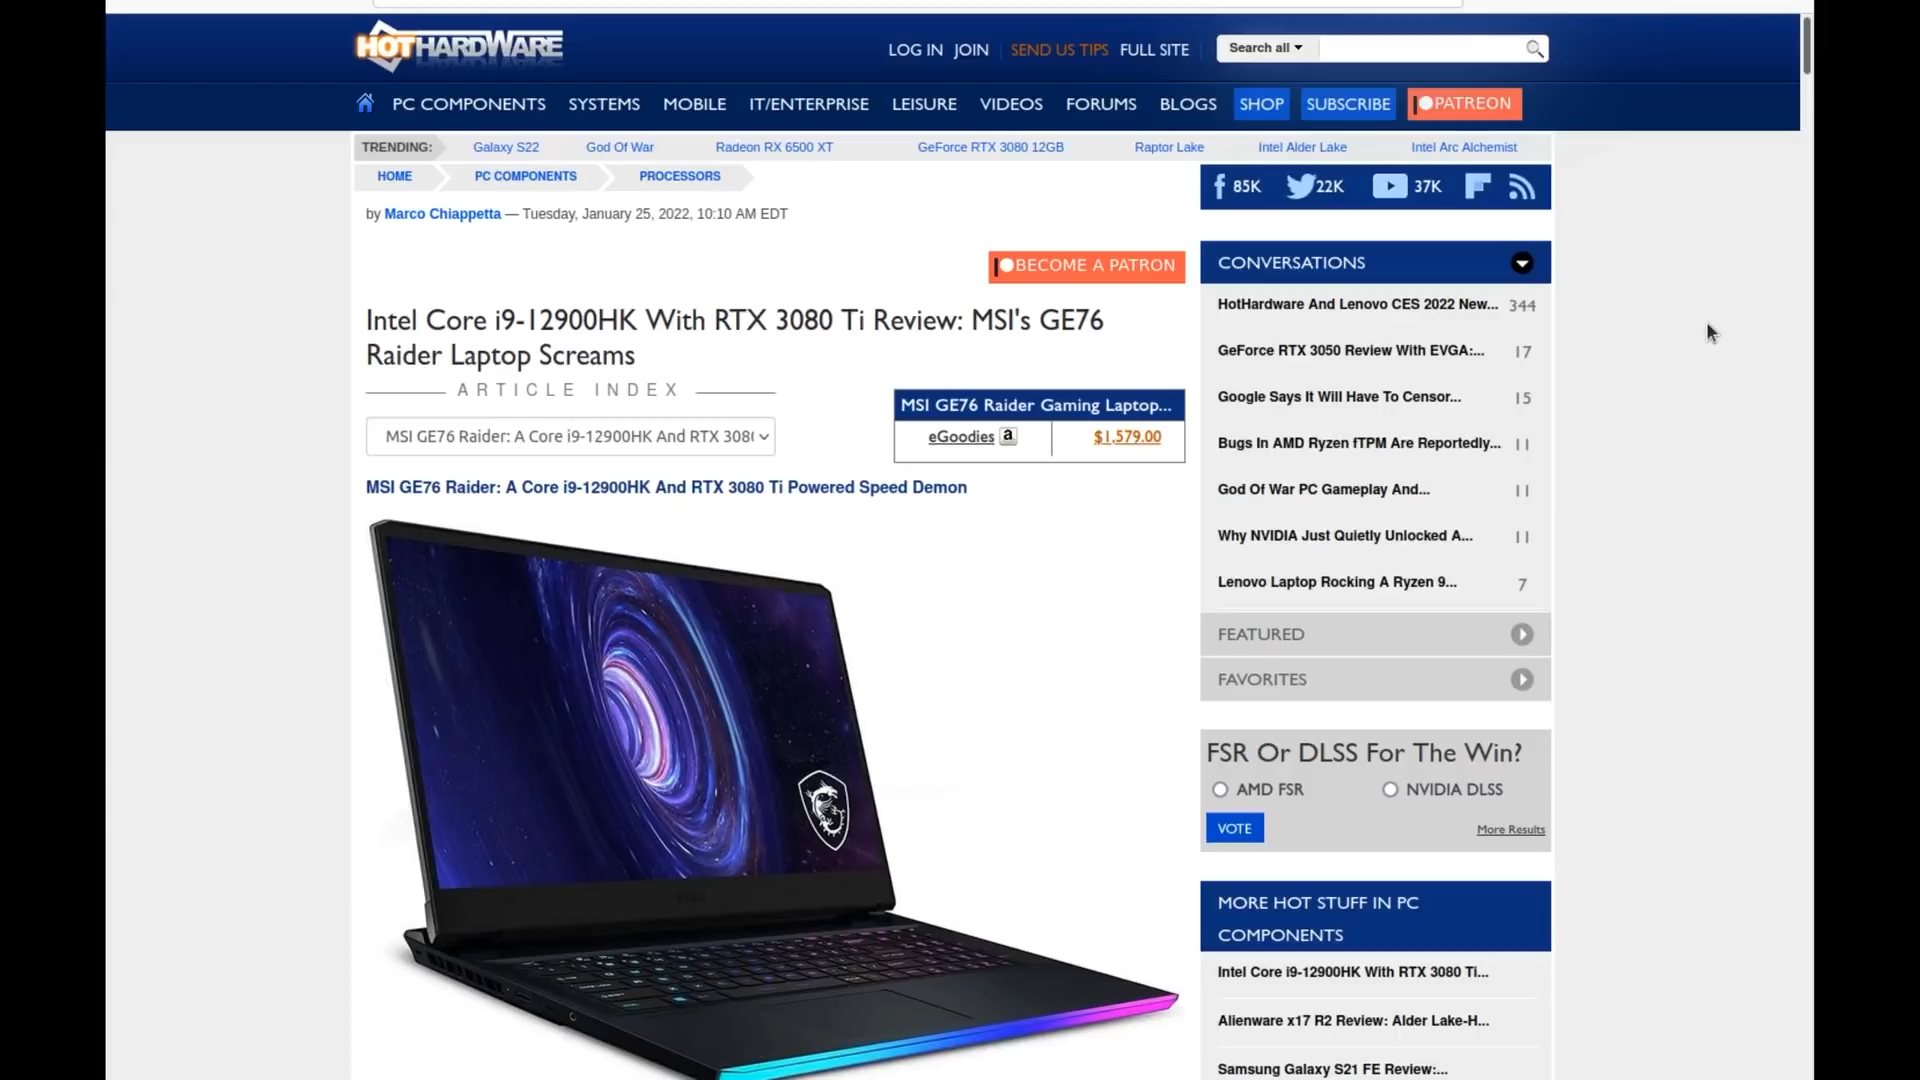 HOTHARDWARE
LOG IN JOIN SEND US TIPS FULL SITE Search all
PC COMPONENTS SYSTEMS MOBILE IT/ENTERPRISE LEISURE VIDEOS FORUMS BLOGS SHOP SUBSCRIBE PATREON
TRENDING: Galaxy S22 God Of War Radeon RX 6500 XT GeForce RTX 3080 12GB Raptor Lake Intel Alder Lake Intel Arc Alchemist
HOME PC COMPONENTS PROCESSORS
85K 22K 37K
by Marco Chiappetta — Tuesday, January 25, 2022, 10:10 AM EDT
BECOME A PATRON
Intel Core i9-12900HK With RTX 3080 Ti Review: MSI's GE76
Raider Laptop Screams
ARTICLE INDEX
MSI GE76 Raider: A Core i9-12900HK And RTX 308
MSI GE76 Raider Gaming Laptop...
eGoodies a $1,579.00
MSI GE76 Raider: A Core i9-12900HK And RTX 3080 Ti Powered Speed Demon
CONVERSATIONS
HotHardware And Lenovo CES 2022 New... 344
GeForce RTX 3050 Review With EVGA:... 17
Google Says It Will Have To Censor... 15
Bugs In AMD Ryzen fTPM Are Reportedly... 11
God Of War PC Gameplay And... 11
Why NVIDIA Just Quietly Unlocked A... 11
Lenovo Laptop Rocking A Ryzen 9... 7
FEATURED
FAVORITES
FSR Or DLSS For The Win?
AMD FSR NVIDIA DLSS
VOTE More Results
MORE HOT STUFF IN PC
COMPONENTS
Intel Core i9-12900HK With RTX 3080 Ti...
Alienware x17 R2 Review: Alder Lake-H...
Samsung Galaxy S21 FE Review:...